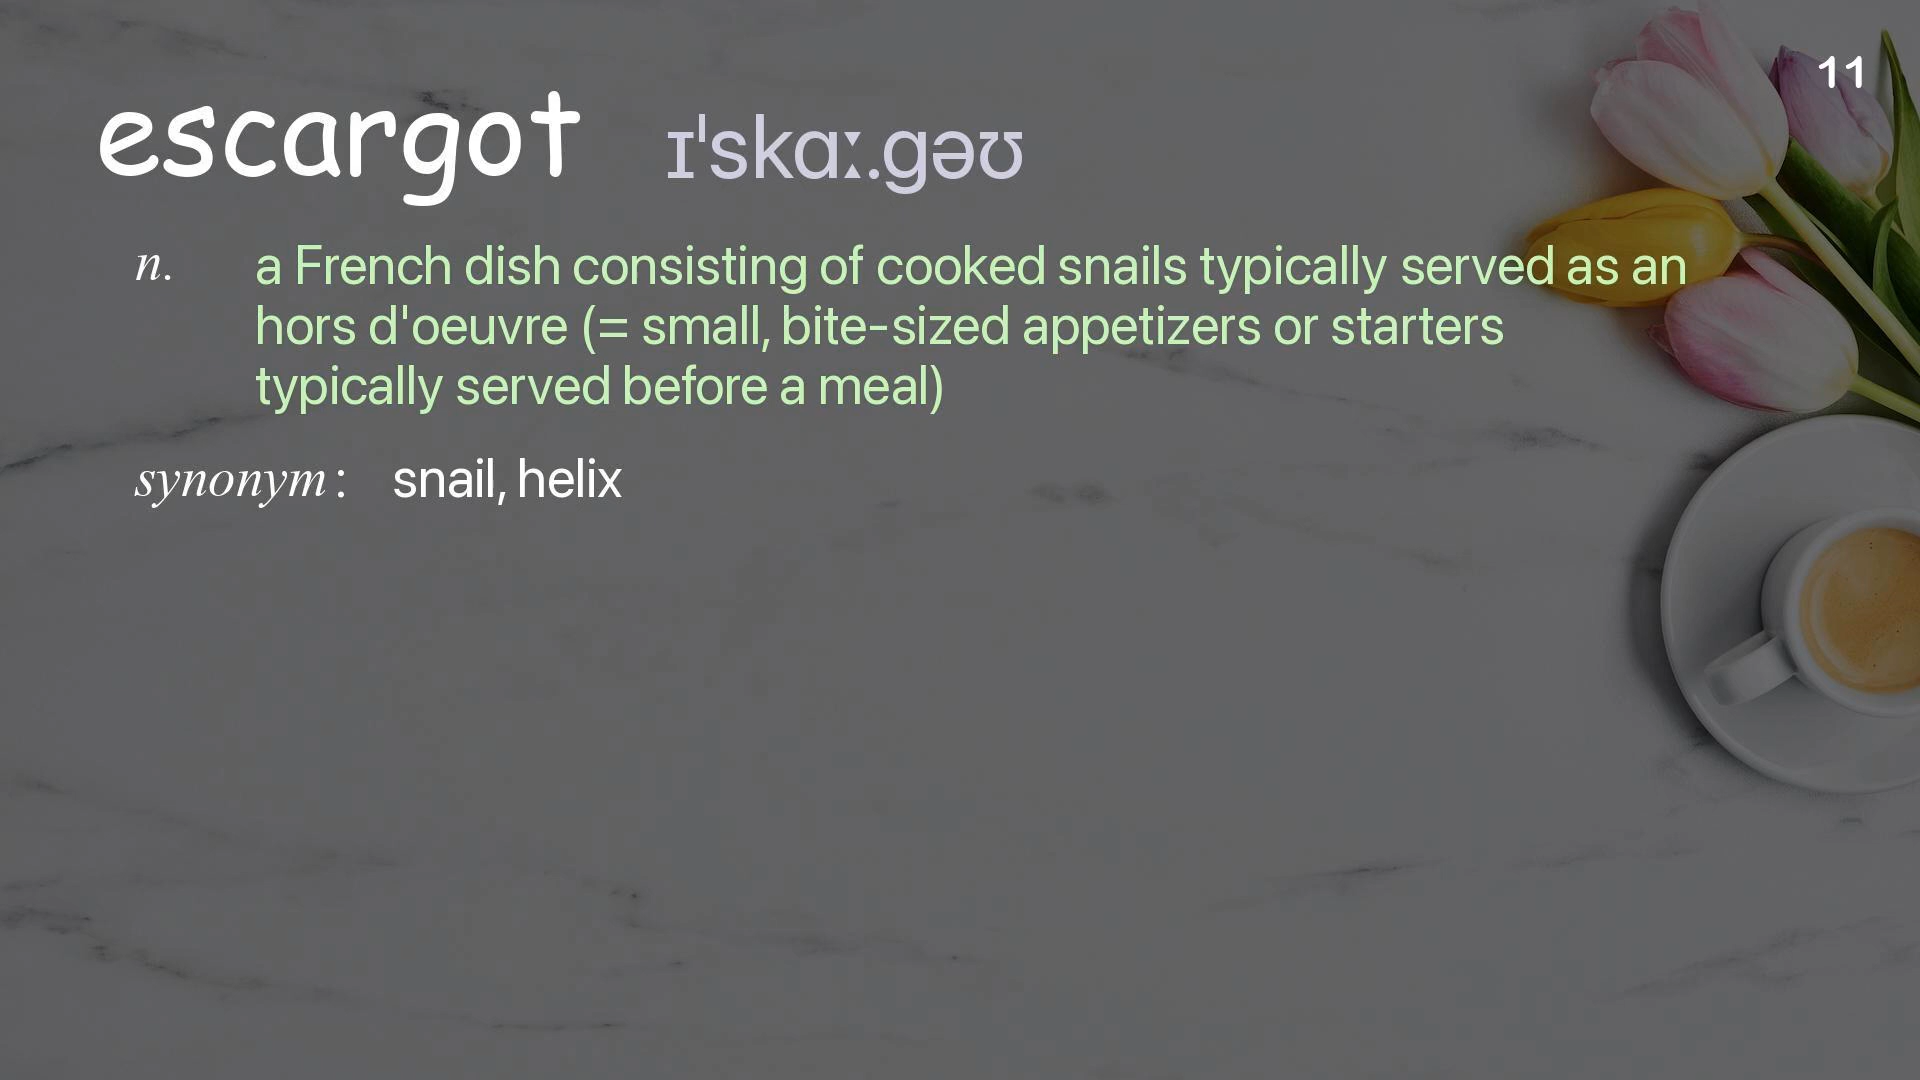 11
escargot ɪˈskɑː.ɡəʊ
n. a French dish consisting of cooked snails typically served as an
hors d'oeuvre (= small, bite-sized appetizers or starters
typically served before a meal)
synonym: snail, helix